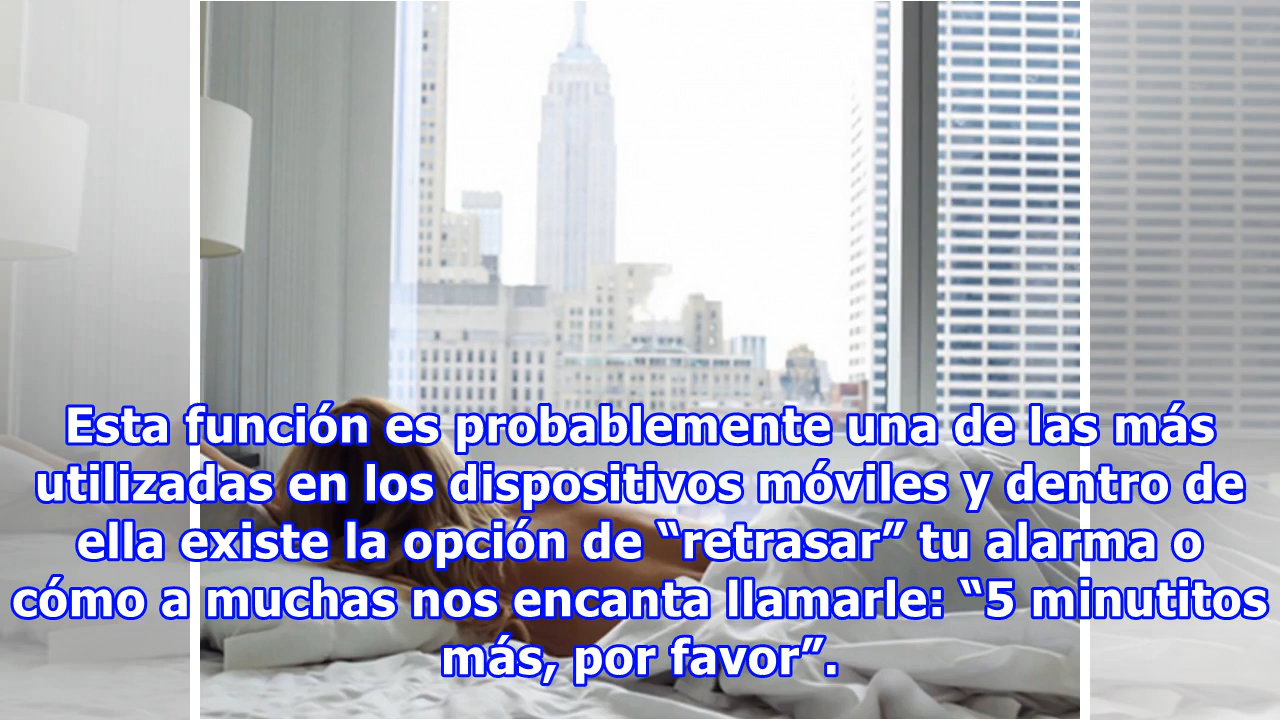 Esta función es probablemente una de las más
utilizadas en los dispositivos móviles y dentro de
ella existe la opción de “retrasar” tu alarma o
cómo a muchas nos encanta llamarle: “5 minutitos
más, por favor”.